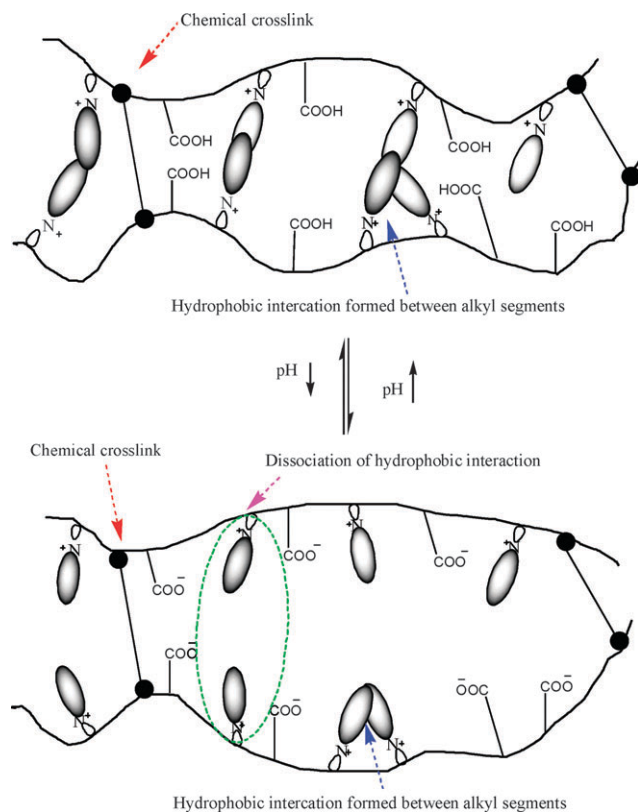 Chemical crosslink
+N
+N
+N
+N
COOH
COOH
COOH
COOH
COOH
HOOC
COOH
N+
N+
N+
N+
Hydrophobic intercation formed between alkyl segments
pH ↓
pH ↑
Chemical crosslink
Dissociation of hydrophobic interaction
+N
+N
+N
+N
COO-
COO-
COO-
COO-
COO-
-OOC
COO-
N+
N+
N+
N+
Hydrophobic intercation formed between alkyl segments